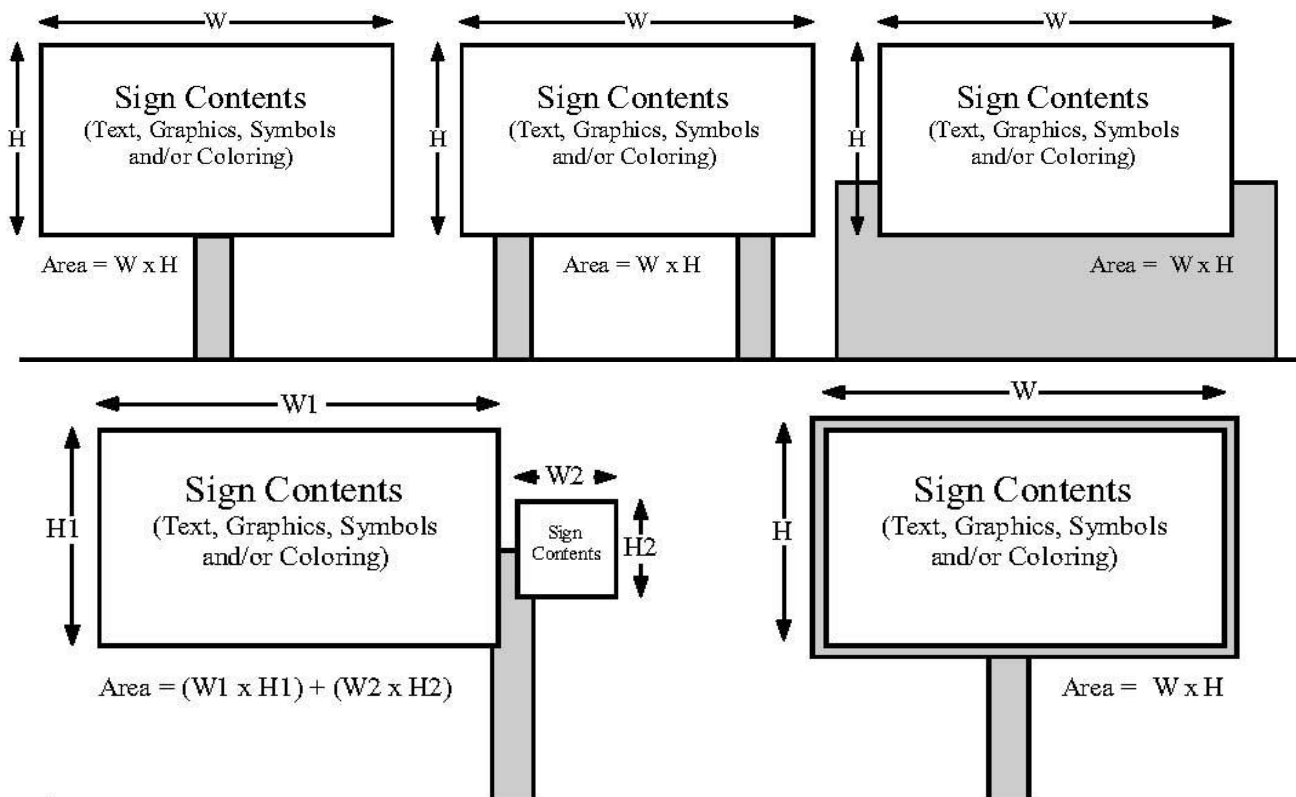 W
W
W
H
Sign Contents
(Text, Graphics, Symbols
and/or Coloring)
H
Sign Contents
(Text, Graphics, Symbols
and/or Coloring)
H
Sign Contents
(Text, Graphics, Symbols
and/or Coloring)
Area = W x H
Area = W x H
Area = W x H
W1
H1
Sign Contents
(Text, Graphics, Symbols
and/or Coloring)
W2
Sign
Contents
H2
Area = (W1 x H1) + (W2 x H2)
W
H
Sign Contents
(Text, Graphics, Symbols
and/or Coloring)
Area = W x H